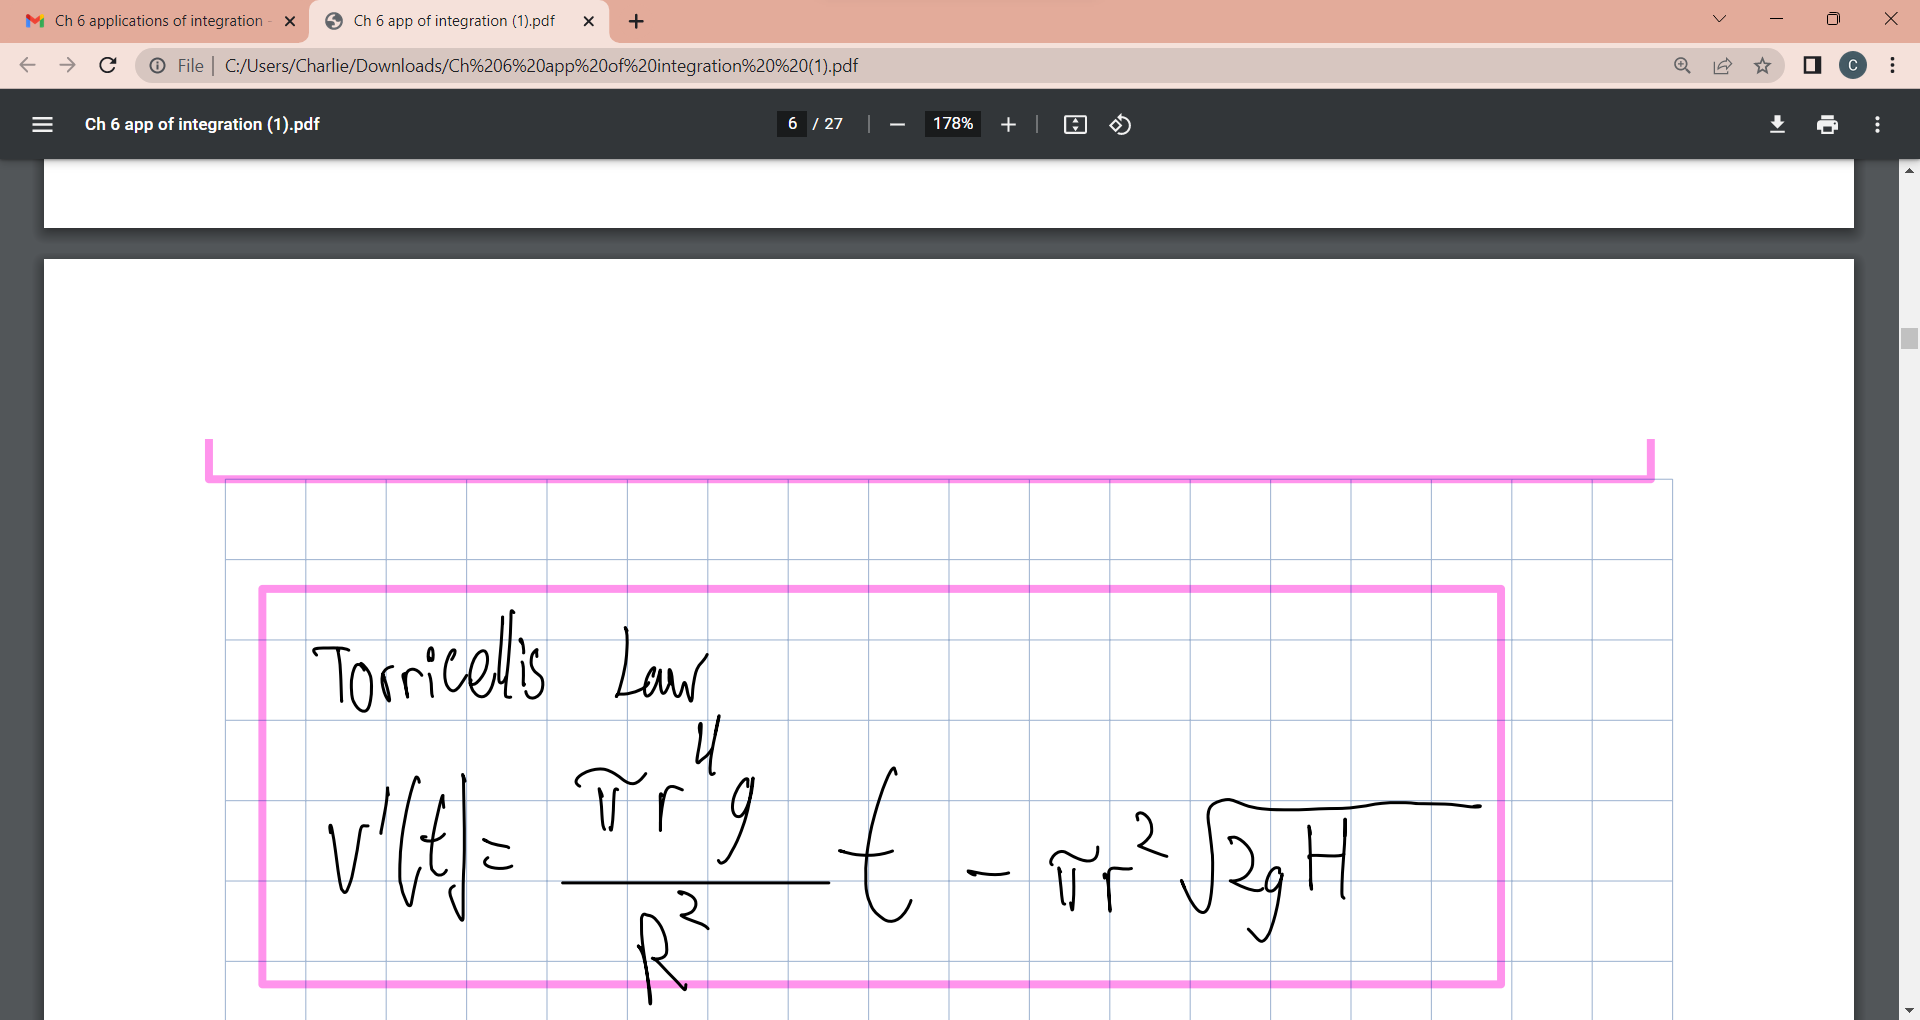 Ch 6 applications of integration -
Ch 6 app of integration (1).pdf
File | C:/Users/Charlie/Downloads/Ch%206%20app%20of%20integration%20%20(1).pdf
C
Ch 6 app of integration (1).pdf
6 / 27
178%
Torricellis Law
V'(t) = πr⁴g/R² t - πr²√2gH